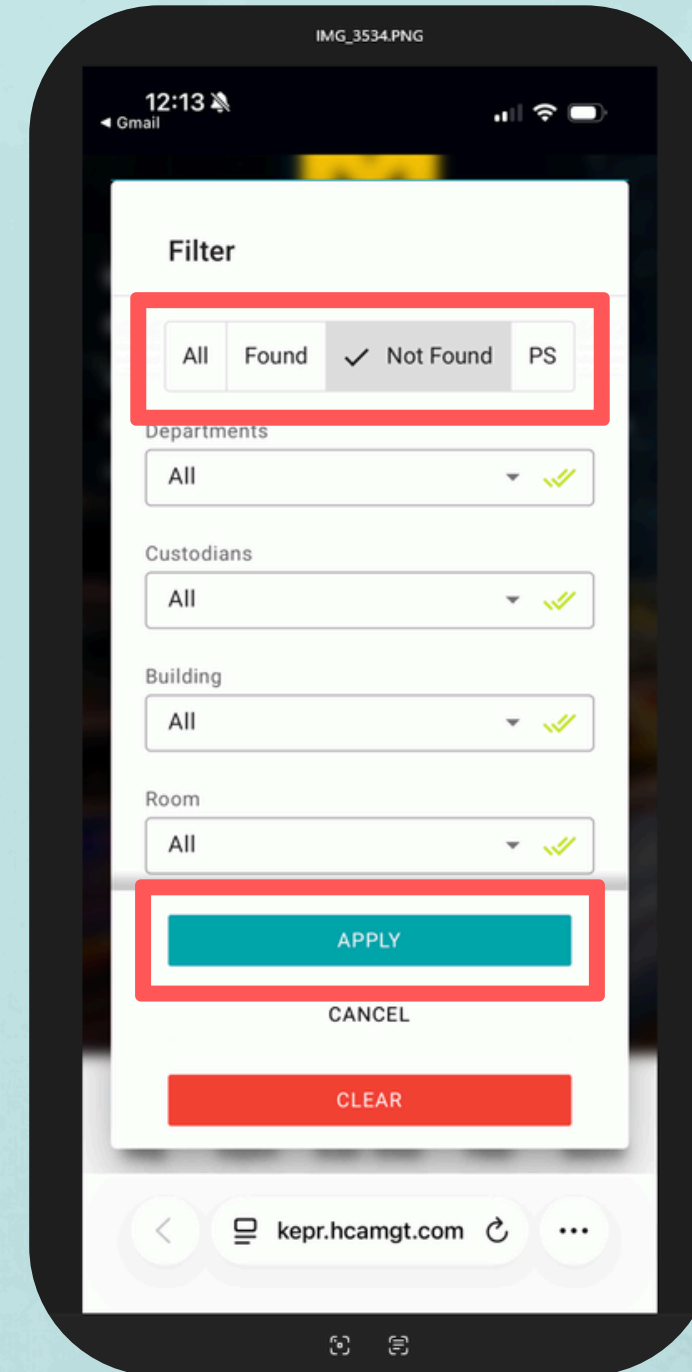 IMG_3534.PNG
12:13
◄ Gmail
Filter
All Found ✓ Not Found PS
Departments
All
Custodians
All
Building
All
Room
All
APPLY
CANCEL
CLEAR
kepr.hcamgt.com